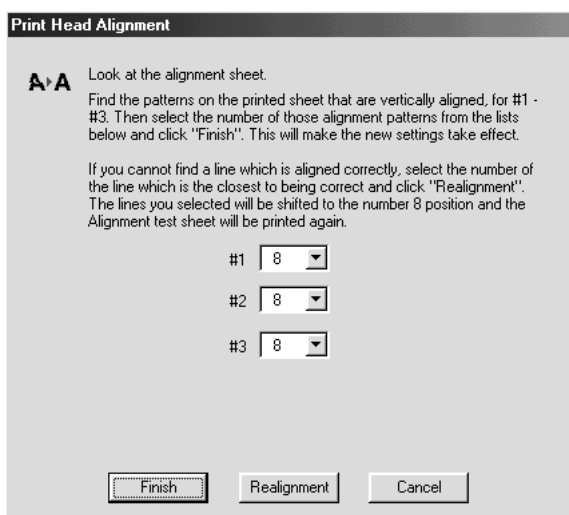 Print Head Alignment
A A
Look at the alignment sheet.
Find the patterns on the printed sheet that are vertically aligned, for #1 -
#3. Then select the number of those alignment patterns from the lists
below and click "Finish". This will make the new settings take effect.
If you cannot find a line which is aligned correctly, select the number of
the line which is the closest to being correct and click "Realignment".
The lines you selected will be shifted to the number 8 position and the
Alignment test sheet will be printed again.
#1 8
#2 8
#3 8
Finish Realignment Cancel